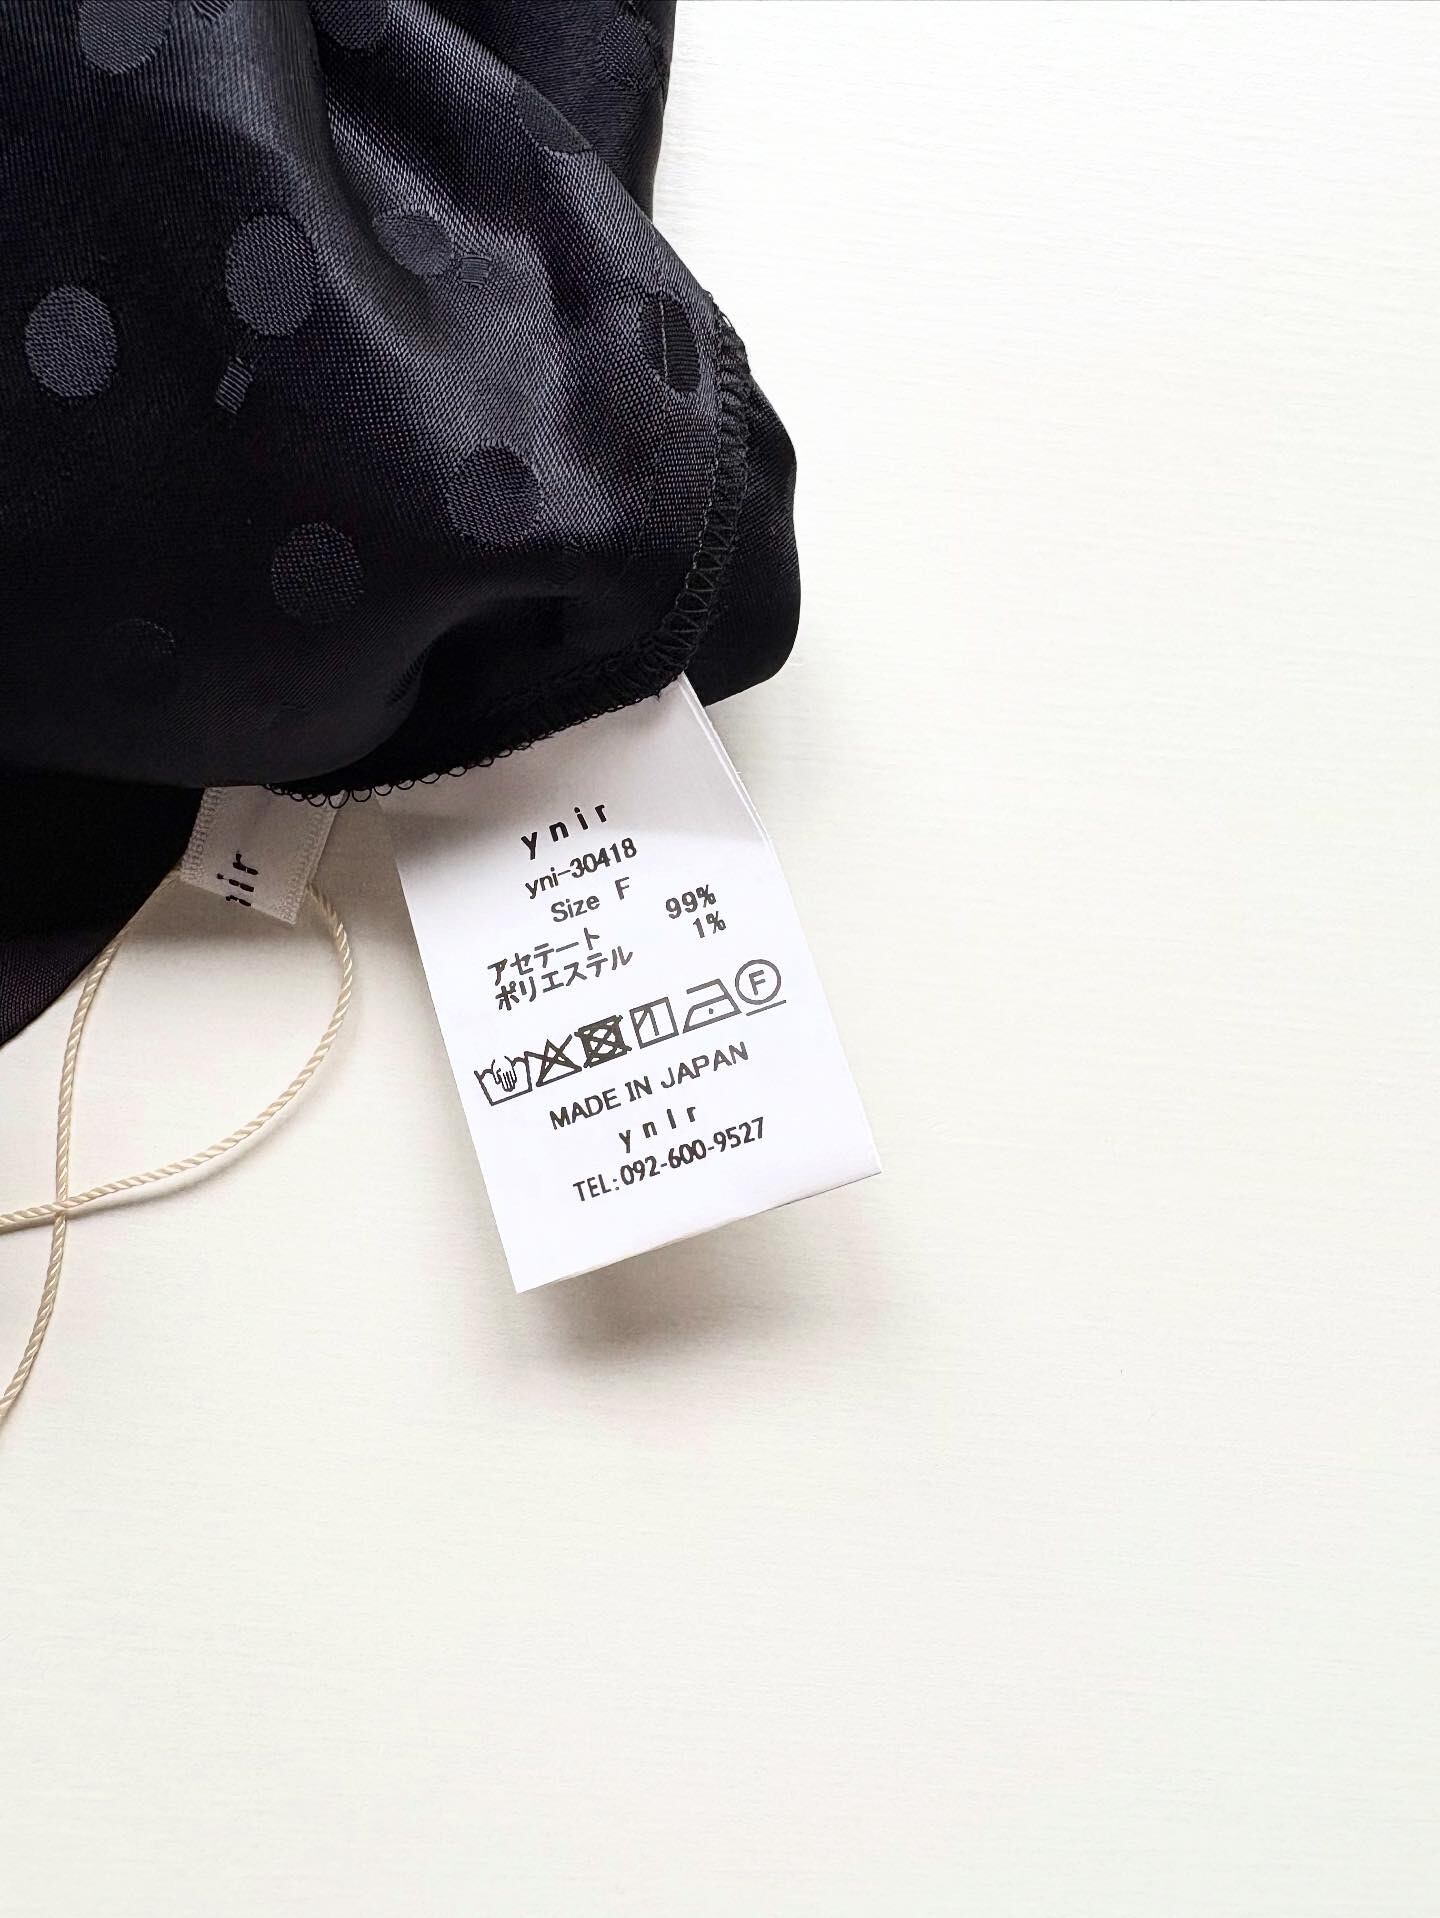 ynir
yni-30418
Size F
アセテート 99%
ポリエステル 1%
F
MADE IN JAPAN
ynir
TEL:092-600-9527
nir